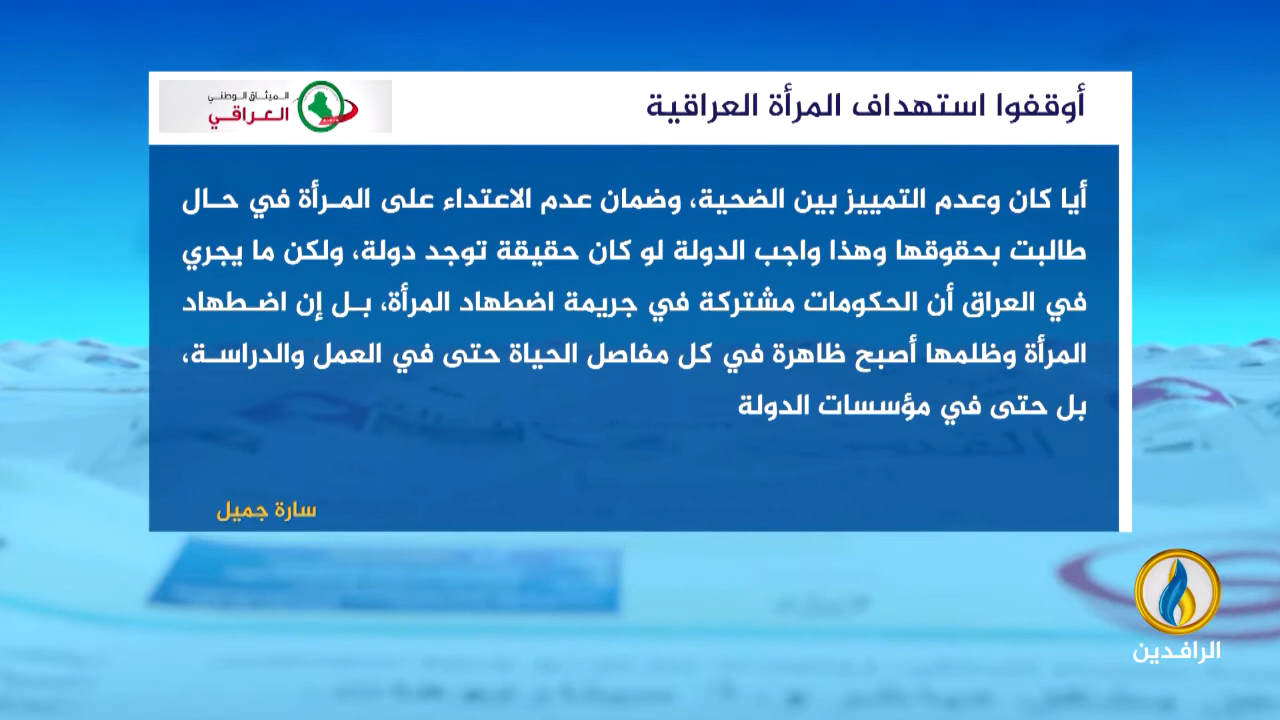 أوقفوا استهداف المرأة العراقية
الميثاق الوطني
العراقي
أيا كان وعدم التمييز بين الضحية، وضمان عدم الاعتداء على المرأة في حال
طالبت بحقوقها وهذا واجب الدولة لو كان حقيقة توجد دولة، ولكن ما يجري
في العراق أن الحكومات مشتركة في جريمة اضطهاد المرأة، بل إن اضطهاد
المرأة وظلمها أصبح ظاهرة في كل مفاصل الحياة حتى في العمل والدراسة،
بل حتى في مؤسسات الدولة
سارة جميل
الرافدين